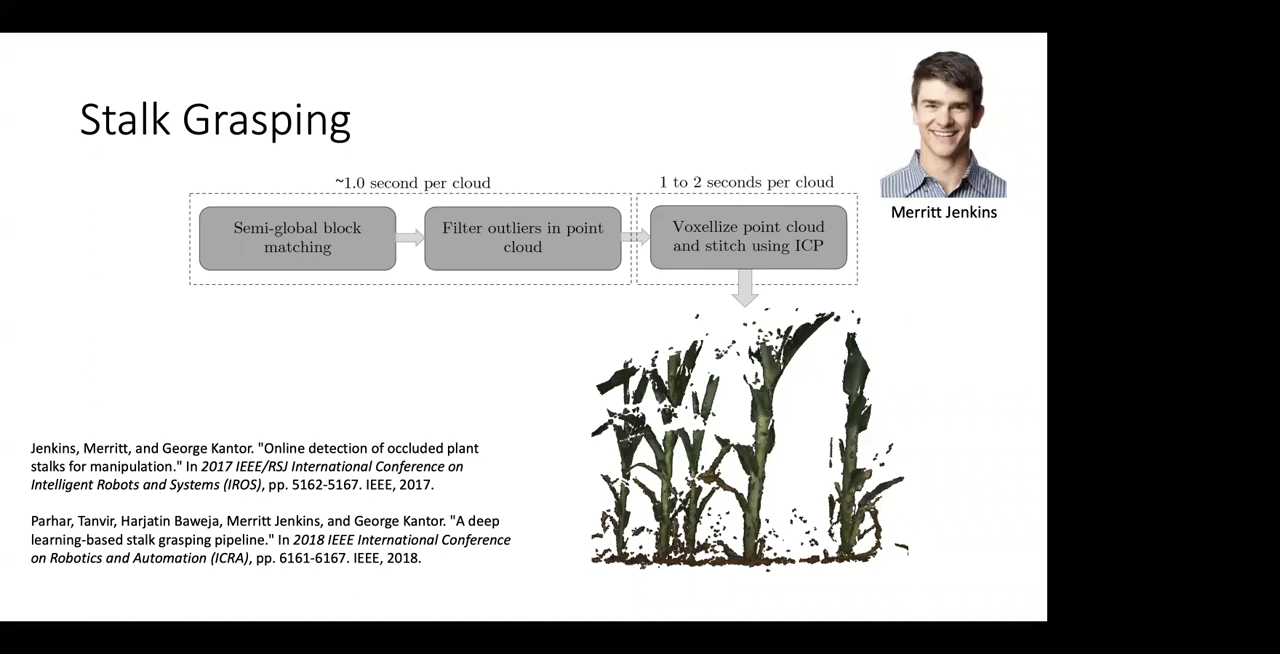 Stalk Grasping
~1.0 second per cloud
1 to 2 seconds per cloud
Semi-global block
matching
Filter outliers in point
cloud
Voxellize point cloud
and stitch using ICP
Merritt Jenkins
Jenkins, Merritt, and George Kantor. "Online detection of occluded plant
stalks for manipulation." In 2017 IEEE/RSJ International Conference on
Intelligent Robots and Systems (IROS), pp. 5162-5167. IEEE, 2017.
Parhar, Tanvir, Harjatin Baweja, Merritt Jenkins, and George Kantor. "A deep
learning-based stalk grasping pipeline." In 2018 IEEE International Conference
on Robotics and Automation (ICRA), pp. 6161-6167. IEEE, 2018.